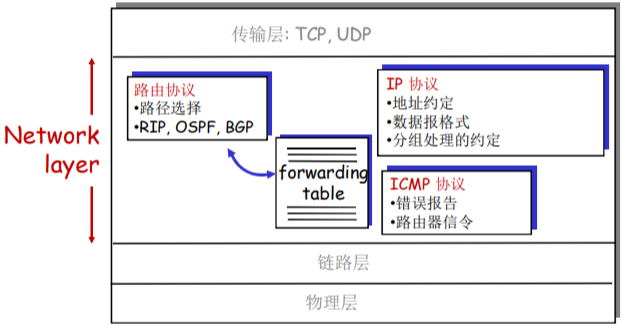 传输层: TCP, UDP
Network
layer
路由协议
•路径选择
•RIP, OSPF, BGP
forwarding
table
IP 协议
•地址约定
•数据报格式
•分组处理的约定
ICMP 协议
•错误报告
•路由器信令
链路层
物理层